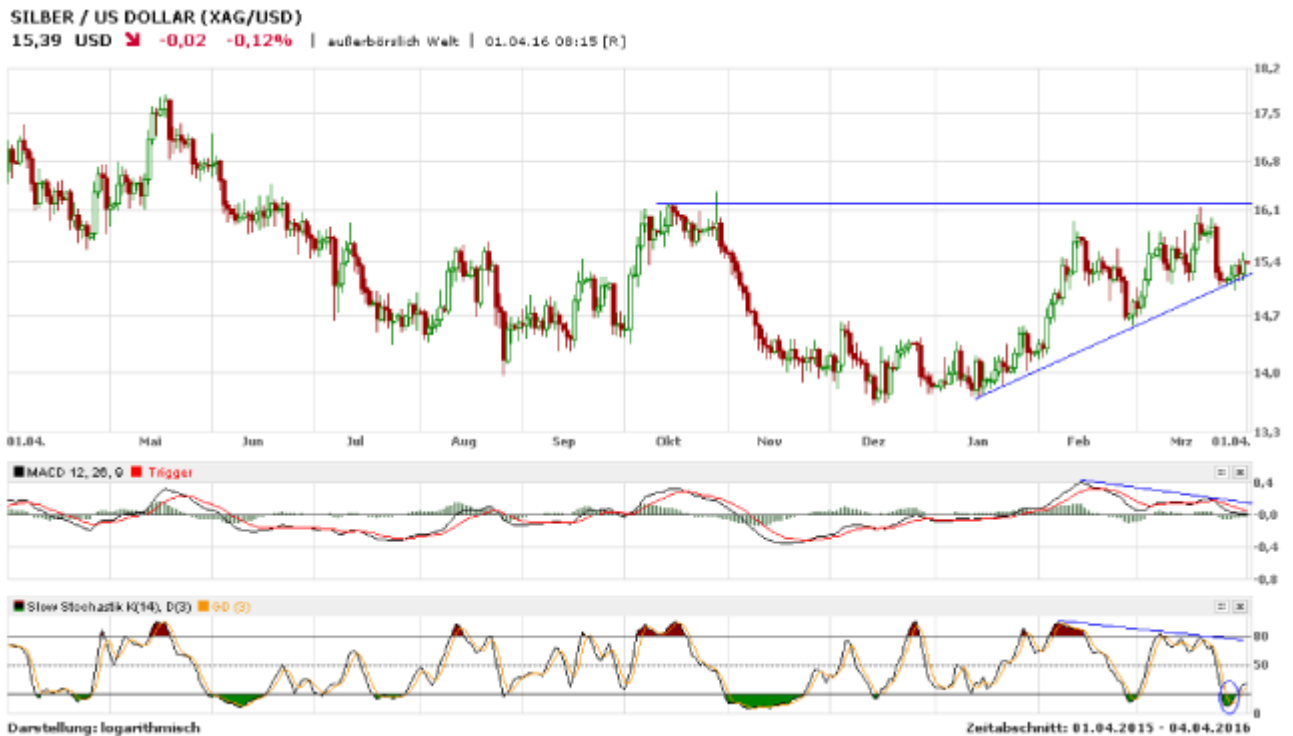 SILBER / US DOLLAR (XAG/USD)
15,39 USD -0,02 -0,12% | außerbörslich Welt | 01.04.16 08:15 [R]
18,2
17,5
16,8
16,1
15,4
14,7
14,0
13,3
01.04. Mai Jun Jul Aug Sep Okt Nov Dez Jan Feb Mrz 01.04.
MACD 12, 26, 9 Trigger
0,4
-0,0
-0,4
-0,8
Slow Stochastik K(14), D(3) GD (3)
80
50
20
0
Darstellung: logarithmisch Zeitabschnitt: 01.04.2015 - 04.04.2016